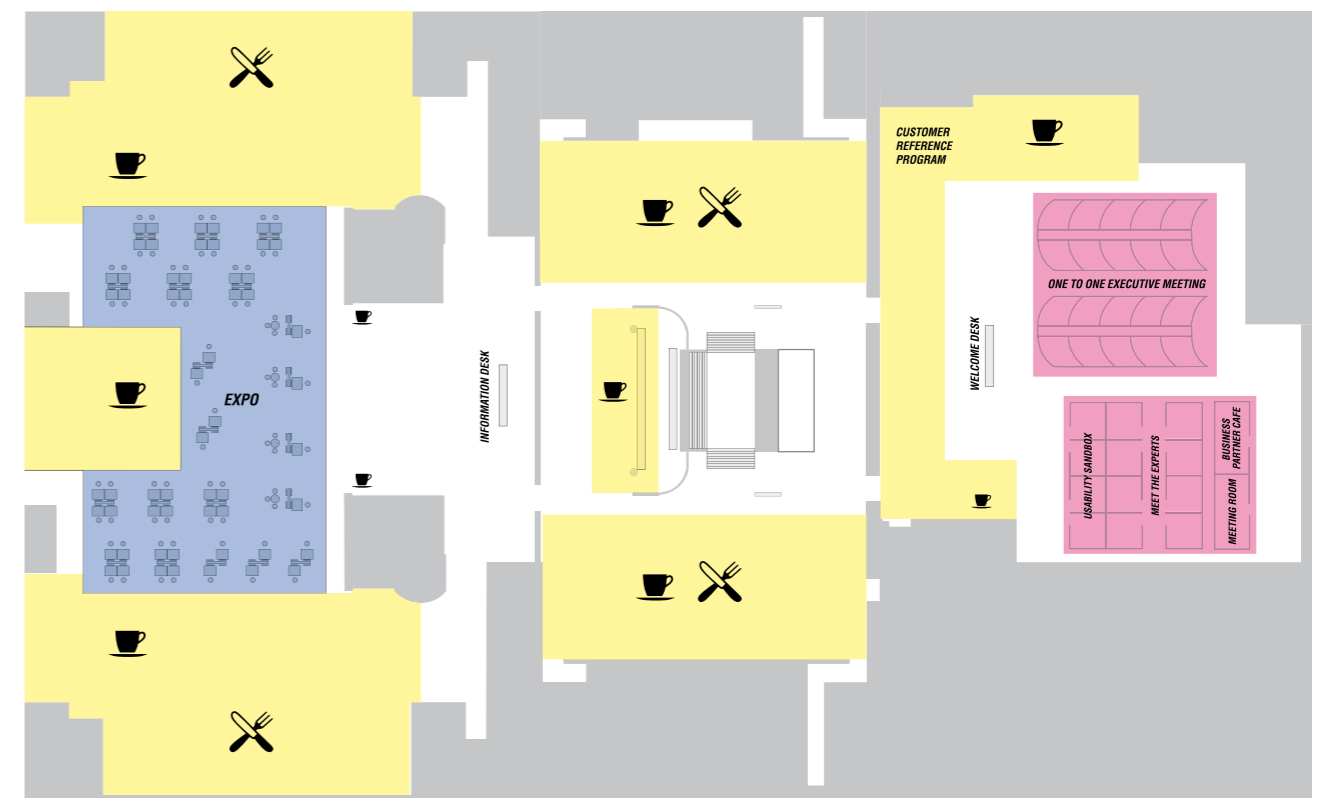 CUSTOMER
REFERENCE
PROGRAM
ONE TO ONE EXECUTIVE MEETING
EXPO
INFORMATION DESK
WELCOME DESK
USABILITY SANDBOX
MEET THE EXPERTS
BUSINESS
PARTNER CAFE
MEETING ROOM